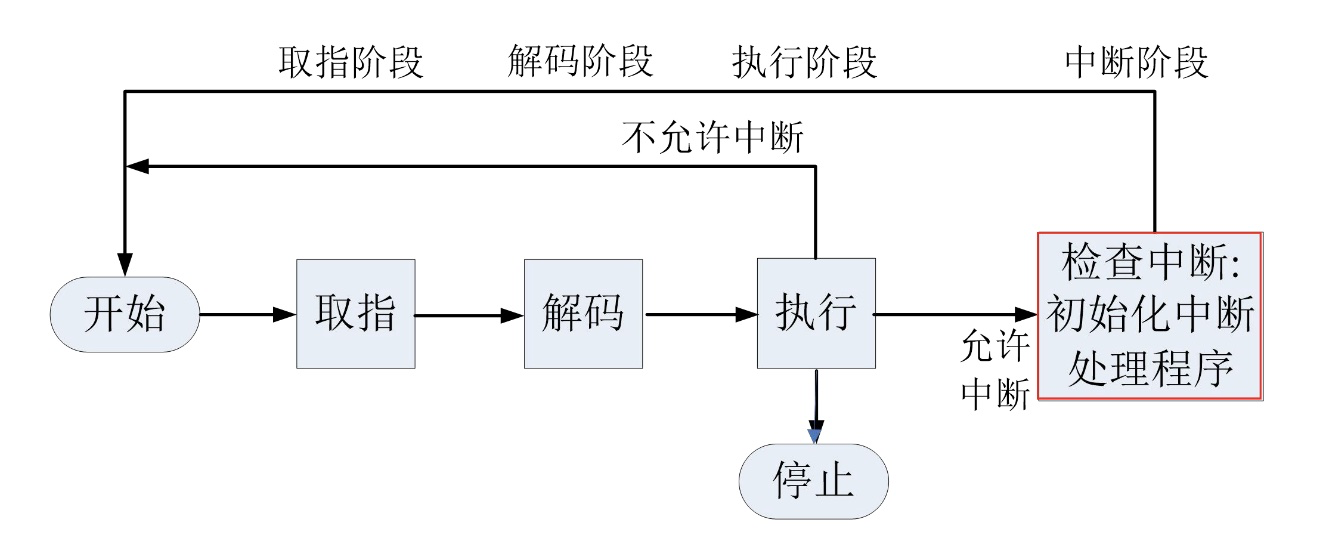 取指阶段
解码阶段
执行阶段
中断阶段
不允许中断
开始
取指
解码
执行
允许
中断
检查中断:
初始化中断
处理程序
停止